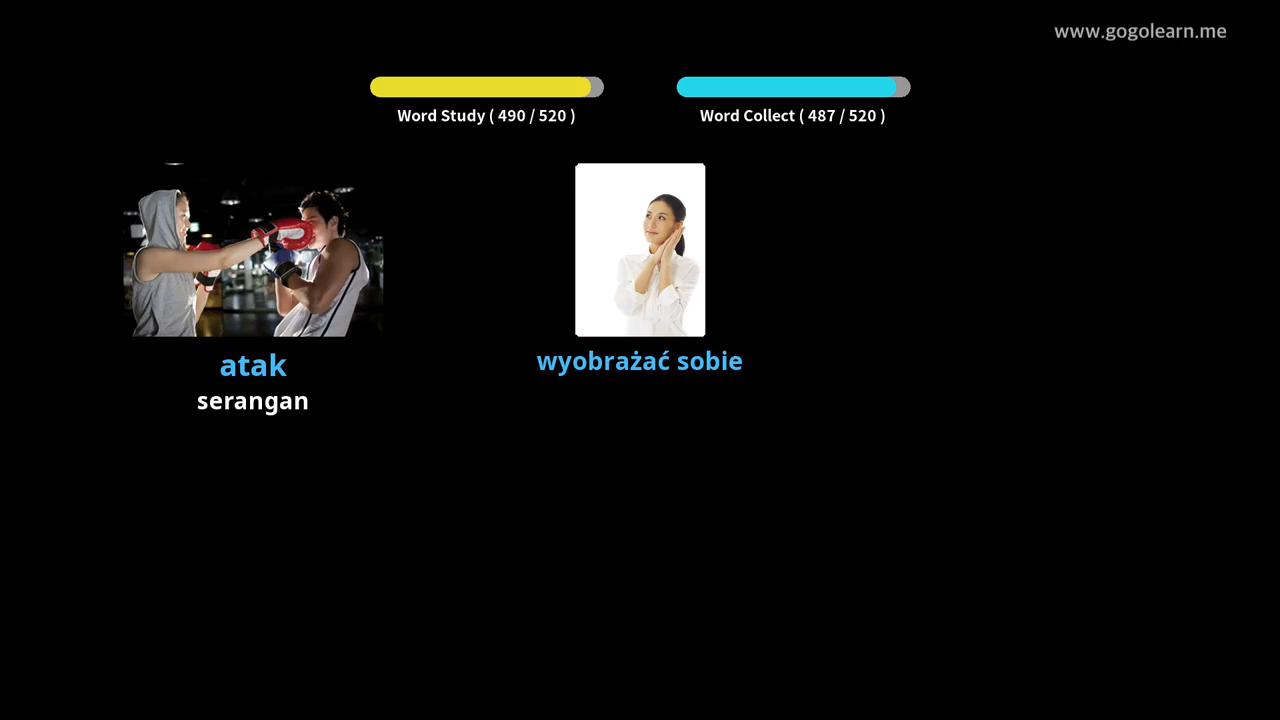 www.gogolearn.me
Word Study ( 490 / 520 )
Word Collect ( 487 / 520 )
atak
serangan
wyobrażać sobie